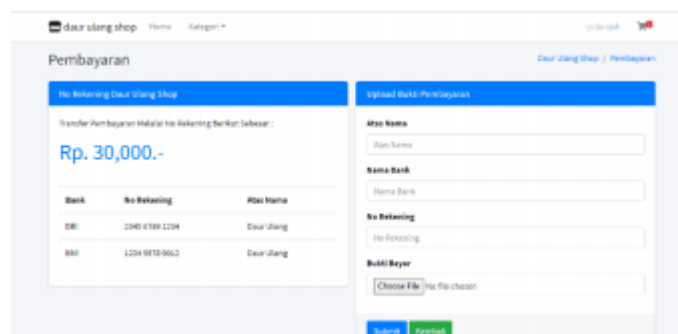 daur ulang shop Home Kategori
Pembayaran
Daur Ulang Shop / Pembayaran
No Rekening Daur Ulang Shop
Transfer Pembayaran Melalui No Rekening Berikut Sebesar :
Rp. 30,000.-
Bank No Rekening Atas Nama
BRI Daur Ulang
Daur Ulang
Upload Bukti Pembayaran
Atas Nama
Atas Nama
Nama Bank
Nama Bank
No Rekening
No Rekening
Bukti Bayar
Choose File No file chosen
Submit Kembali